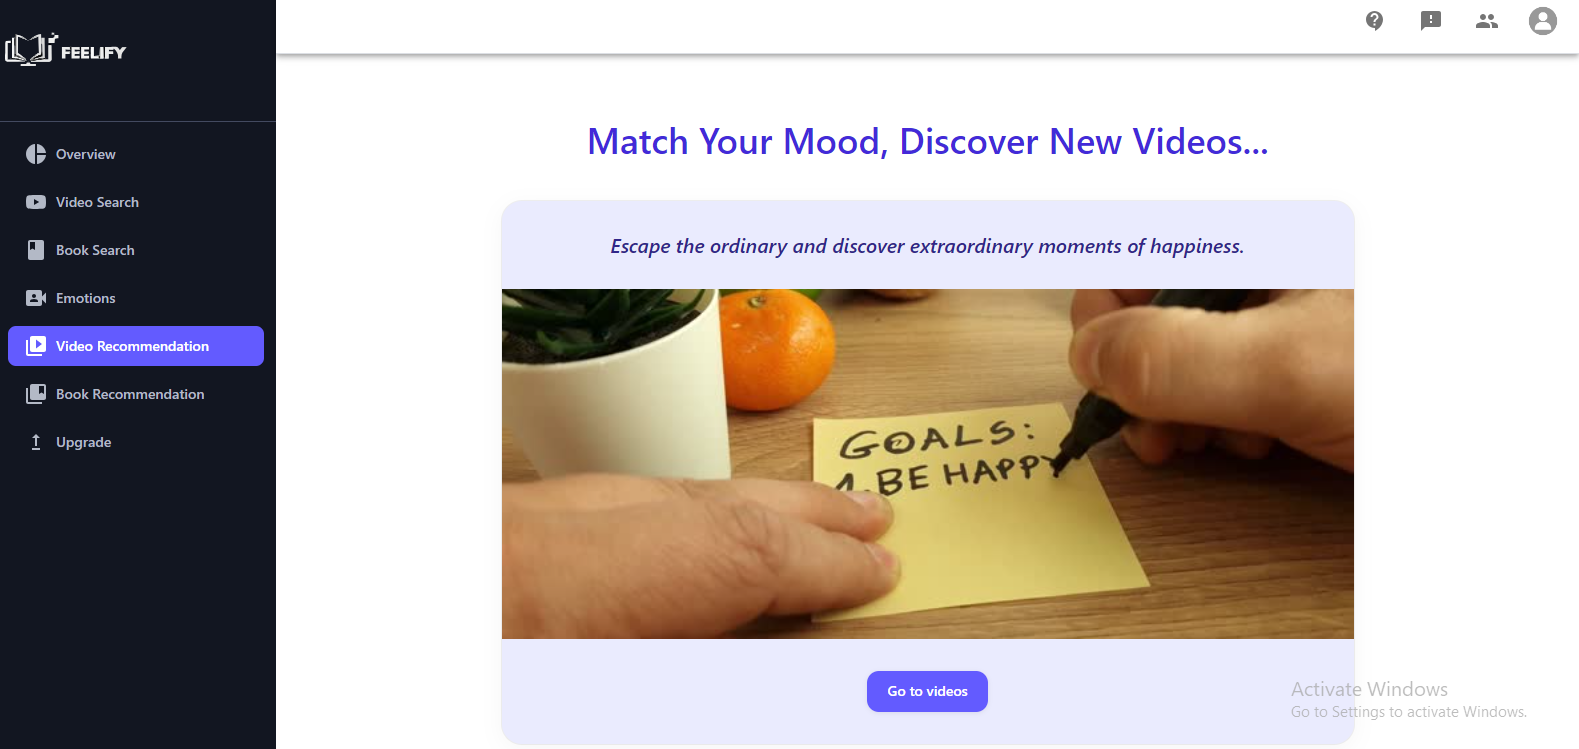 FEELIFY
Overview
Video Search
Book Search
Emotions
Video Recommendation
Book Recommendation
Upgrade
Match Your Mood, Discover New Videos...
Escape the ordinary and discover extraordinary moments of happiness.
GOALS:
1. BE HAPPY
Go to videos
Activate Windows
Go to Settings to activate Windows.